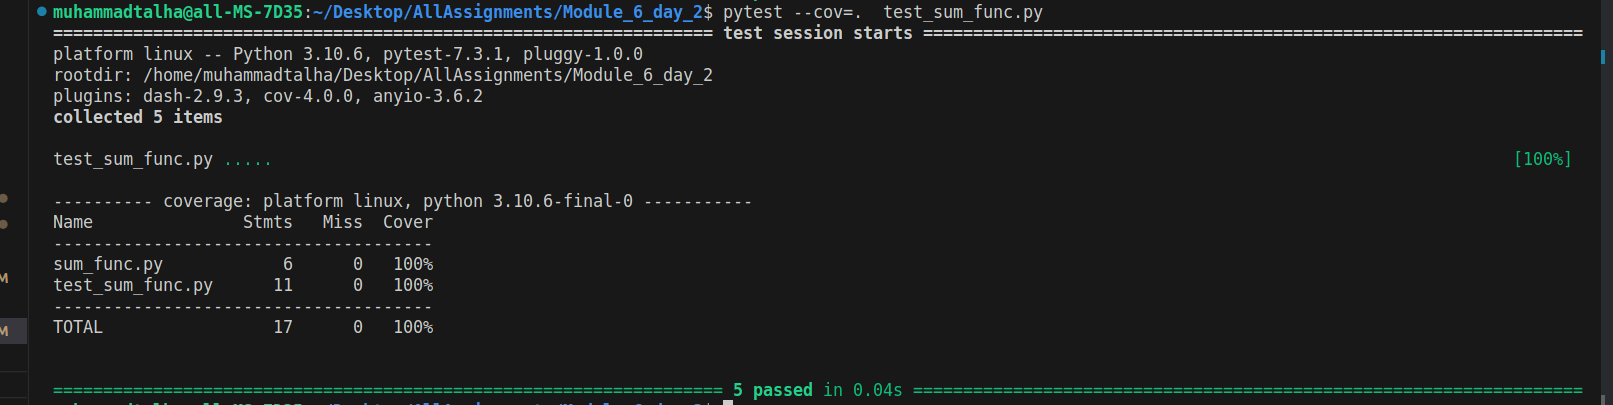 muhammadtalha@all-MS-7D35:~/Desktop/AllAssignments/Module_6_day_2$ pytest --cov=.  test_sum_func.py
================================================================== test session starts ==================================================================
platform linux -- Python 3.10.6, pytest-7.3.1, pluggy-1.0.0
rootdir: /home/muhammadtalha/Desktop/AllAssignments/Module_6_day_2
plugins: dash-2.9.3, cov-4.0.0, anyio-3.6.2
collected 5 items
test_sum_func.py ..... [100%]
---------- coverage: platform linux, python 3.10.6-final-0 -----------
Name               Stmts   Miss  Cover
--------------------------------------
sum_func.py            6      0   100%
test_sum_func.py      11      0   100%
--------------------------------------
TOTAL                 17      0   100%
=================================================================== 5 passed in 0.04s ===================================================================
M
M